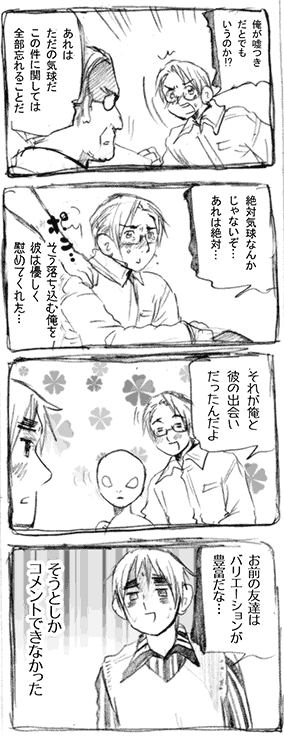 俺が嘘つき
だとでも
いうのか!?
あれは
ただの気球だ
この件に関しては
全部忘れることだ
絶対気球なんか
じゃないぞ…
あれは絶対…
ポン…
そう落ち込む俺を
彼は優しく
慰めてくれた…
それが俺と
彼の出会い
だったんだよ
お前の友達は
バリエーションが
豊富だな…
そうとしか
コメントできなかった